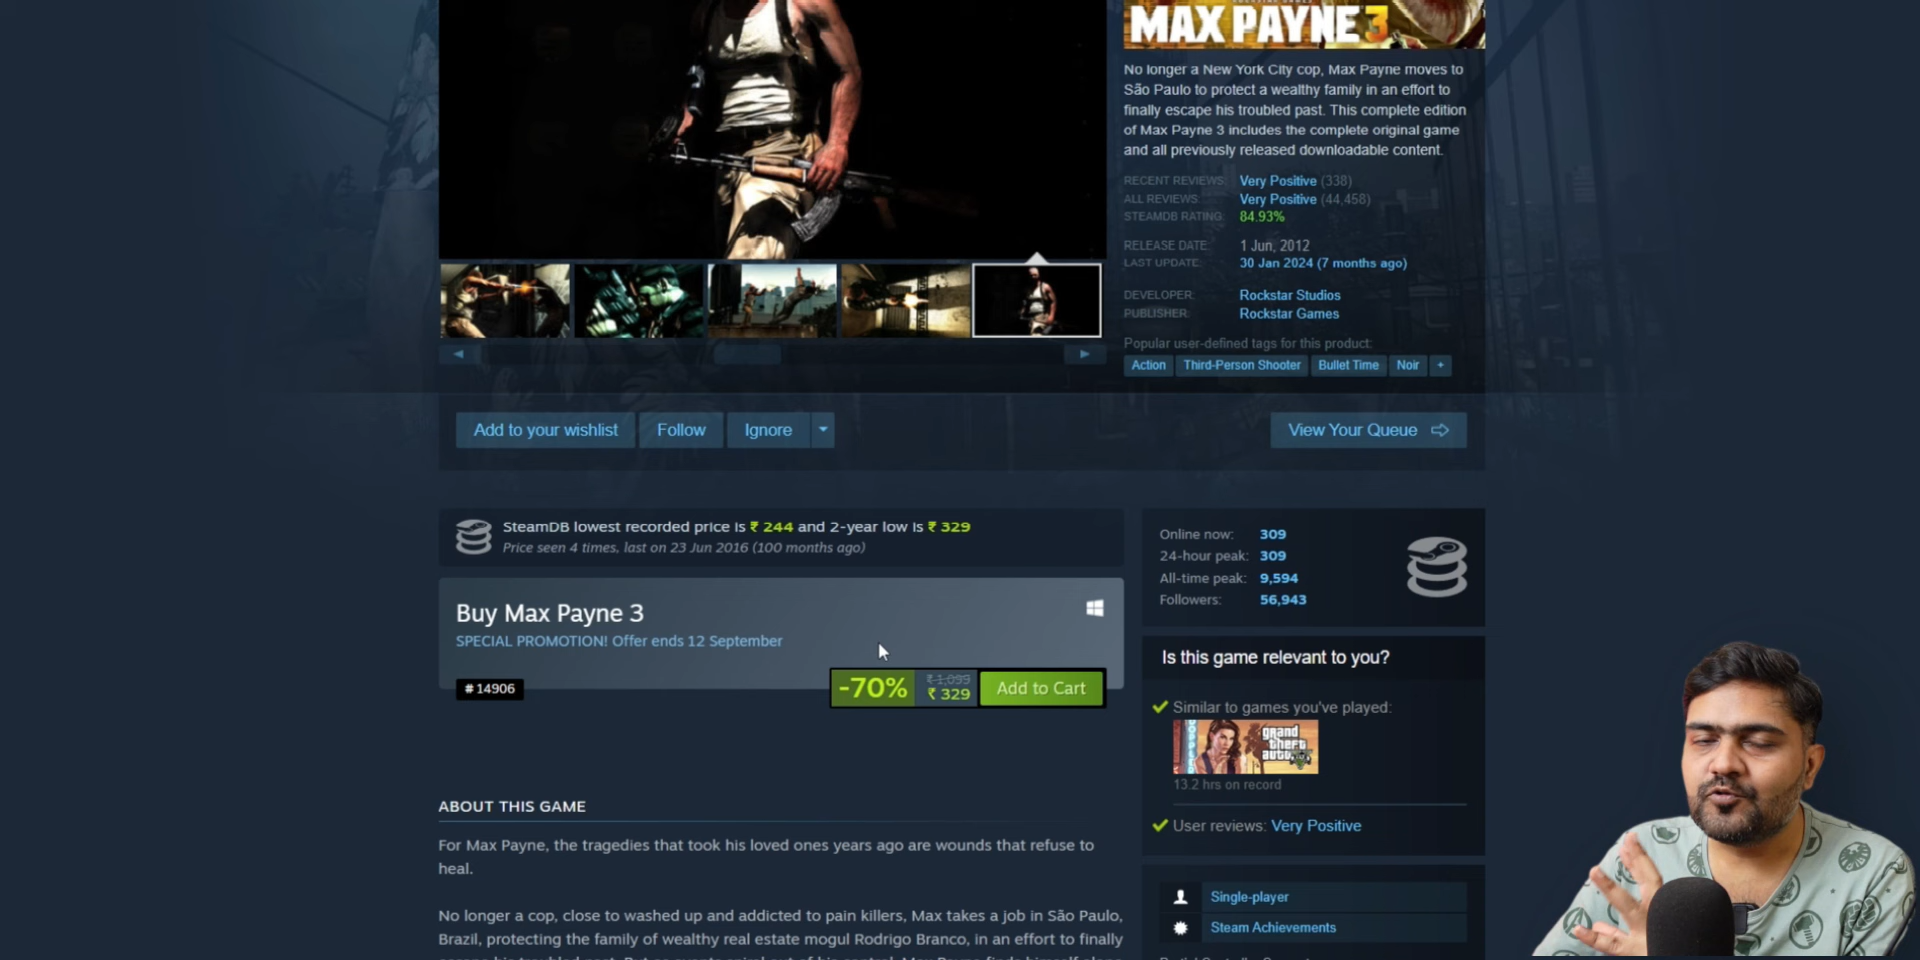 MAX PAYNE 3
No longer a New York City cop, Max Payne moves to
São Paulo to protect a wealthy family in an effort to
finally escape his troubled past. This complete edition
of Max Payne 3 includes the complete original game
and all previously released downloadable content.
RECENT REVIEWS: Very Positive (338)
ALL REVIEWS: Very Positive (44,458)
STEAMDB RATING: 84.93%
RELEASE DATE: 1 Jun, 2012
LAST UPDATE: 30 Jan 2024 (7 months ago)
DEVELOPER: Rockstar Studios
PUBLISHER: Rockstar Games
Popular user-defined tags for this product:
Action Third-Person Shooter Bullet Time Noir +
Add to your wishlist Follow Ignore View Your Queue
SteamDB lowest recorded price is ₹ 244 and 2-year low is ₹ 329
Price seen 4 times, last on 23 Jun 2016 (100 months ago)
Buy Max Payne 3
SPECIAL PROMOTION! Offer ends 12 September
#14906
-70% ₹ 1,099 ₹ 329 Add to Cart
Online now: 309
24-hour peak: 309
All-time peak: 9,594
Followers: 56,943
Is this game relevant to you?
Similar to games you've played:
grand
theft
auto
13.2 hrs on record
User reviews: Very Positive
Single-player
Steam Achievements
ABOUT THIS GAME
For Max Payne, the tragedies that took his loved ones years ago are wounds that refuse to
heal.
No longer a cop, close to washed up and addicted to pain killers, Max takes a job in São Paulo,
Brazil, protecting the family of wealthy real estate mogul Rodrigo Branco, in an effort to finally